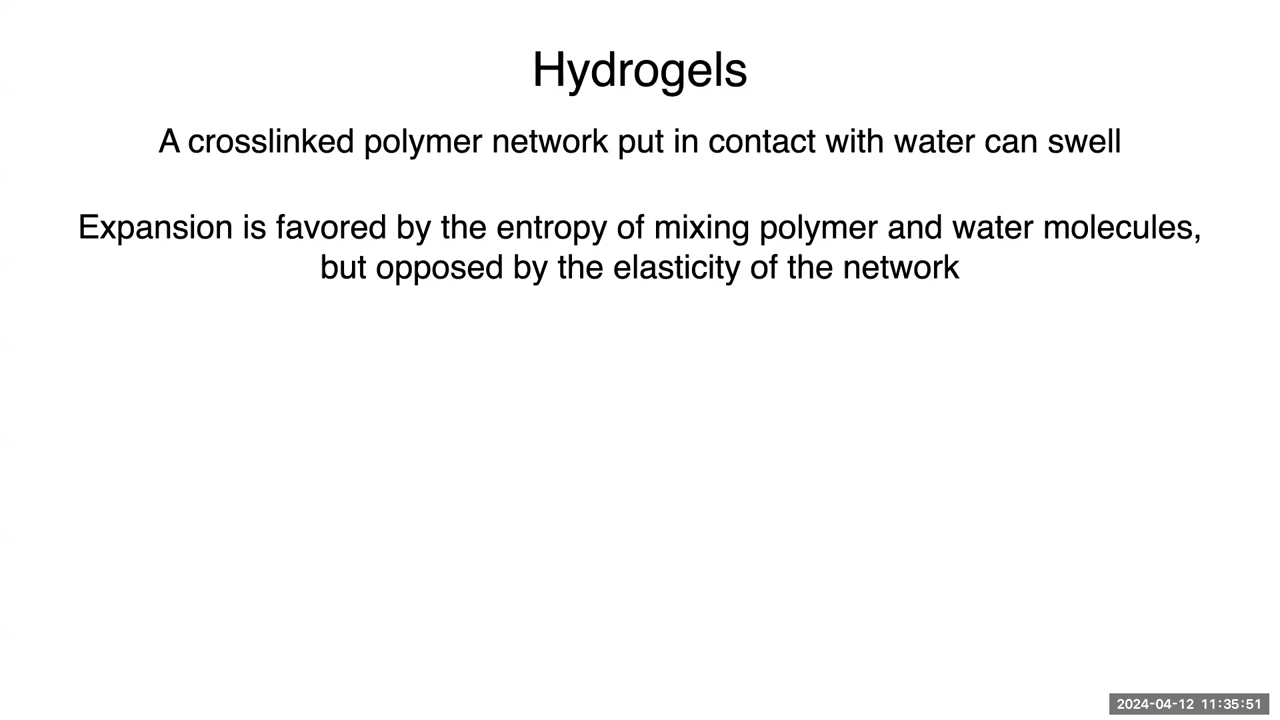 Hydrogels
A crosslinked polymer network put in contact with water can swell
Expansion is favored by the entropy of mixing polymer and water molecules,
but opposed by the elasticity of the network
2024-04-12 11:35:51